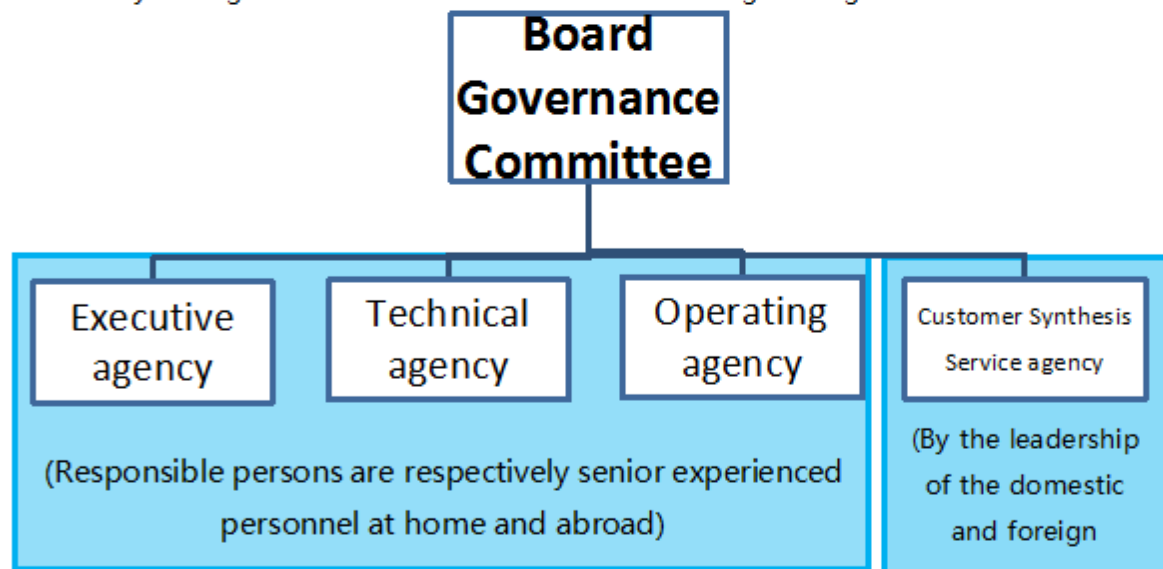 Board
Governance
Committee
Executive
agency
Technical
agency
Operating
agency
Customer Synthesis
Service agency
(Responsible persons are respectively senior experienced
personnel at home and abroad)
(By the leadership
of the domestic
and foreign